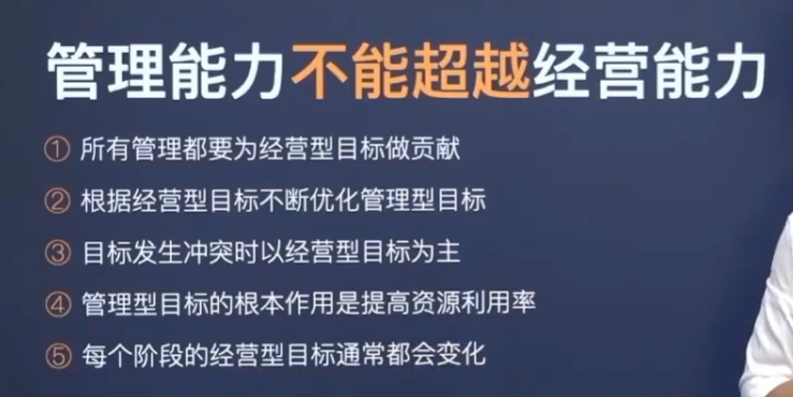 管理能力不能超越经营能力
① 所有管理都要为经营型目标做贡献
② 根据经营型目标不断优化管理型目标
③ 目标发生冲突时以经营型目标为主
④ 管理型目标的根本作用是提高资源利用率
⑤ 每个阶段的经营型目标通常都会变化